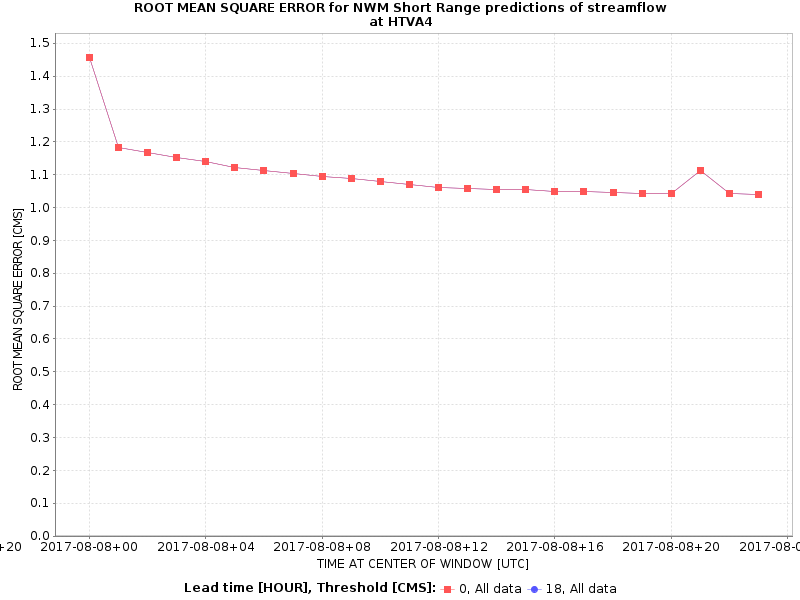 ROOT MEAN SQUARE ERROR for NWM Short Range predictions of streamflow
at HTVA4
1.5
1.4
1.3
1.2
1.1
1.0
0.9
0.8
0.7
0.6
0.5
0.4
0.3
0.2
0.1
0.0
ROOT MEAN SQUARE ERROR [CMS]
+20 2017-08-08+00 2017-08-08+04 2017-08-08+08 2017-08-08+12 2017-08-08+16 2017-08-08+20 2017-08-0
TIME AT CENTER OF WINDOW [UTC]
Lead time [HOUR], Threshold [CMS]: 0, All data 18, All data